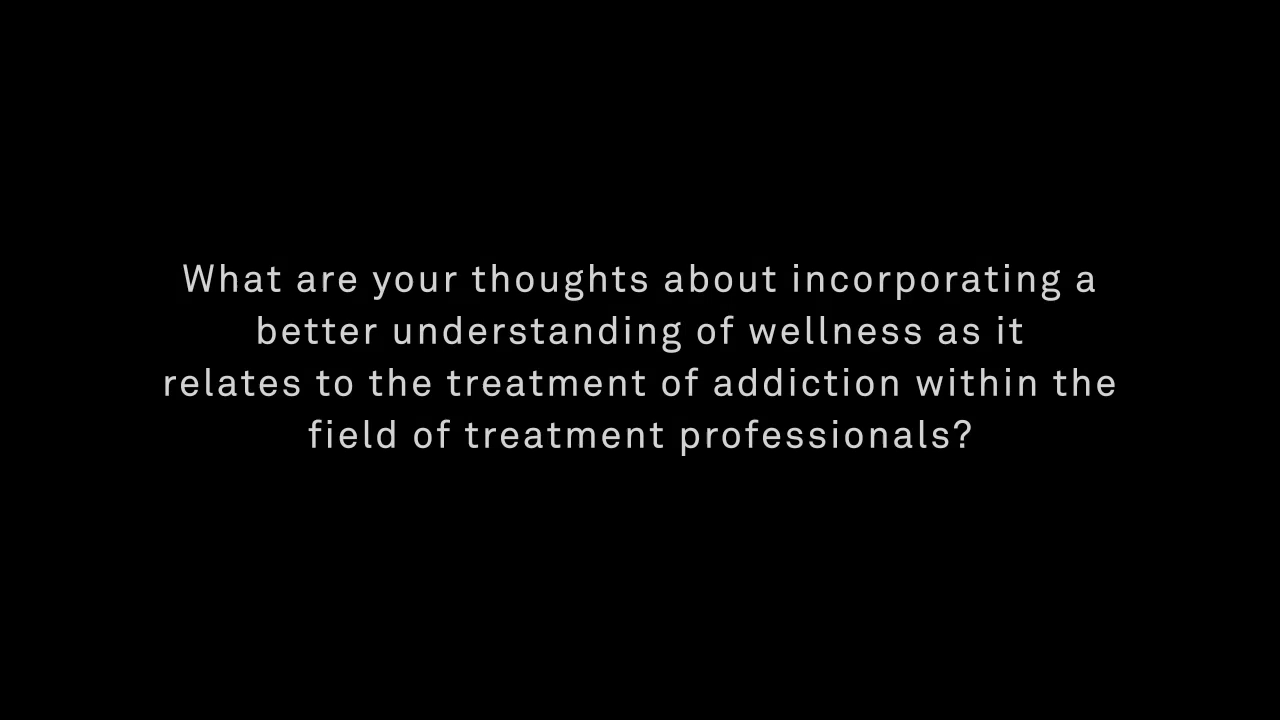 What are your thoughts about incorporating a
better understanding of wellness as it
relates to the treatment of addiction within the
field of treatment professionals?